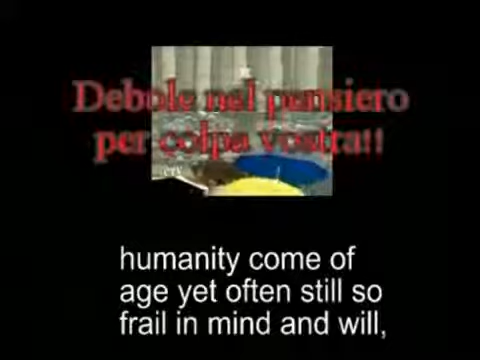 Debole nel pensiero
per colpa vostra!!
CTV
humanity come of
age yet often still so
frail in mind and will,